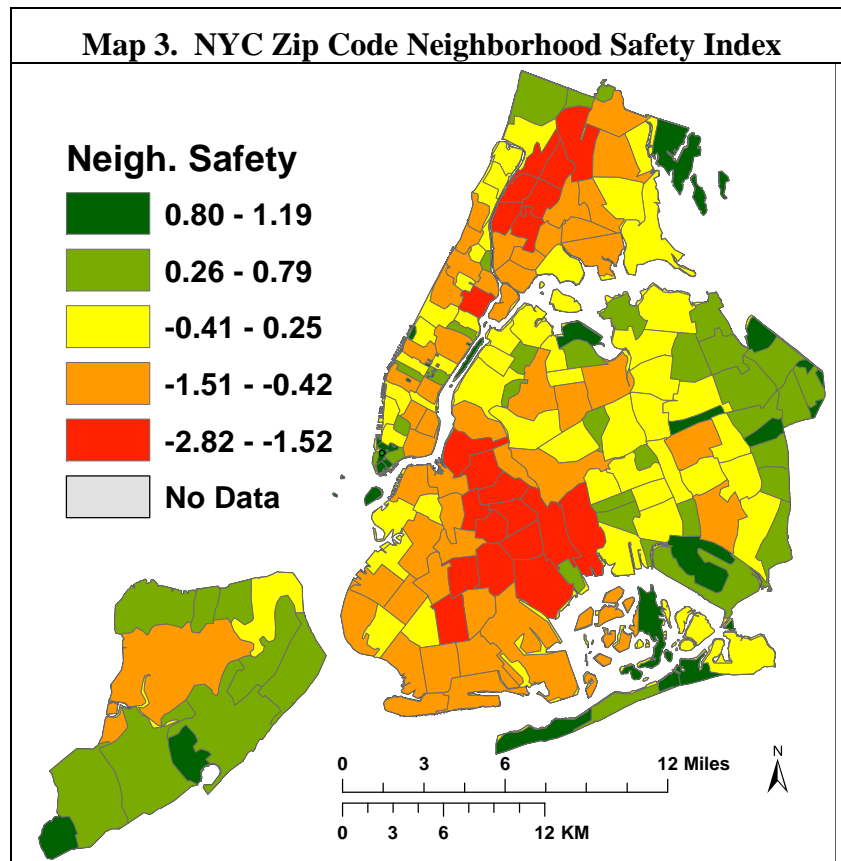 Map 3.  NYC Zip Code Neighborhood Safety Index
Neigh. Safety
0.80 - 1.19
0.26 - 0.79
-0.41 - 0.25
-1.51 - -0.42
-2.82 - -1.52
No Data
N
0 3 6 12 Miles
0 3 6 12 KM